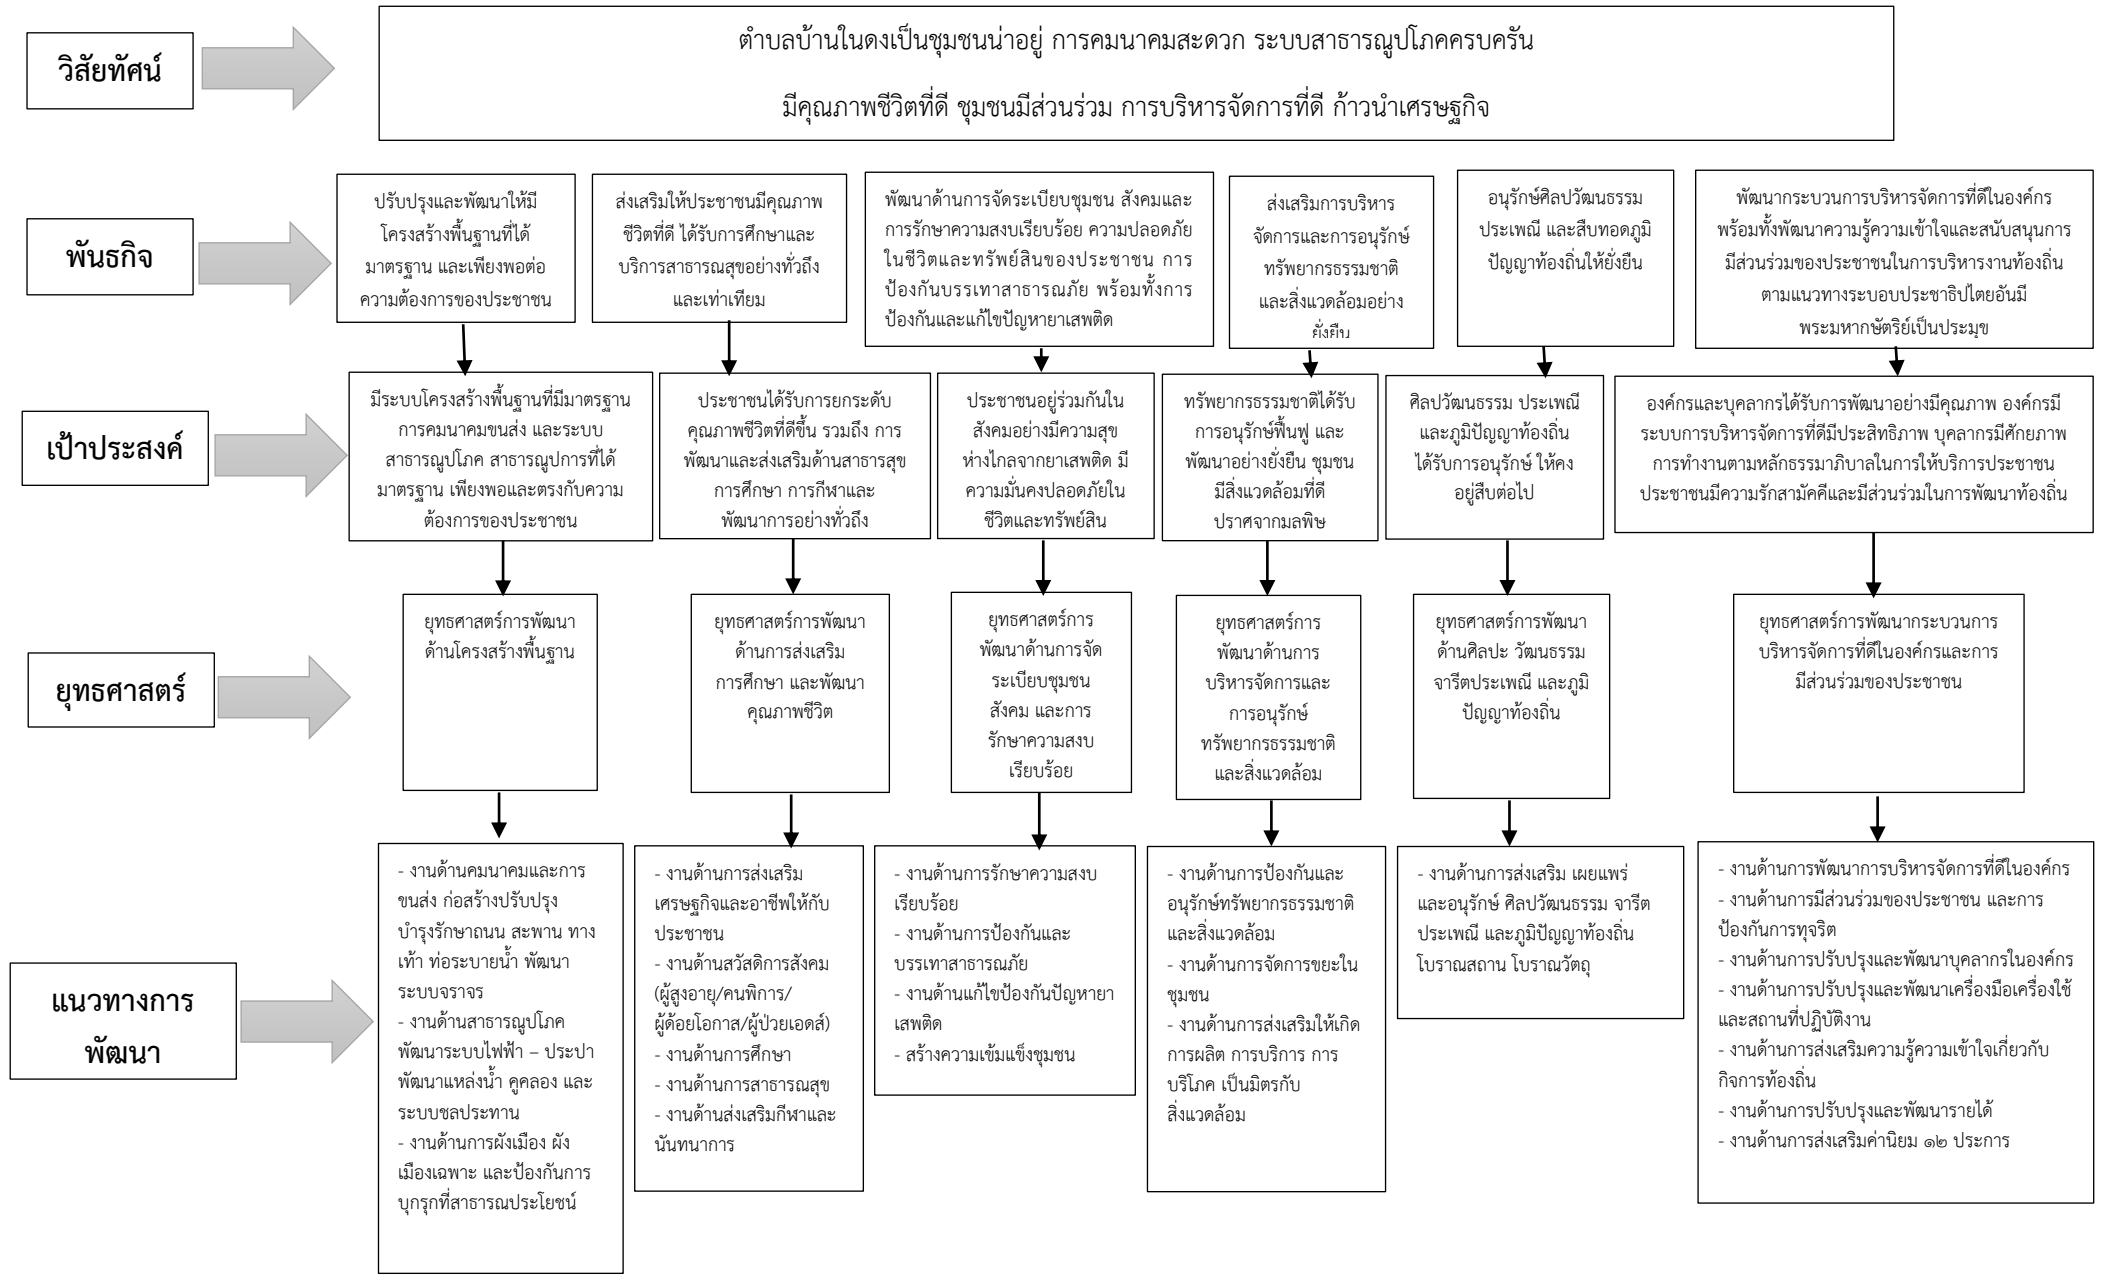 วิสัยทัศน์
ตำบลบ้านในดงเป็นชุมชนน่าอยู่ การคมนาคมสะดวก ระบบสาธารณูปโภคครบครัน
มีคุณภาพชีวิตที่ดี ชุมชนมีส่วนร่วม การบริหารจัดการที่ดี ก้าวนำเศรษฐกิจ
พันธกิจ
ปรับปรุงและพัฒนาให้มี
โครงสร้างพื้นฐานที่ได้
มาตรฐาน และเพียงพอต่อ
ความต้องการของประชาชน
ส่งเสริมให้ประชาชนมีคุณภาพ
ชีวิตที่ดี ได้รับการศึกษาและ
บริการสาธารณสุขอย่างทั่วถึง
และเท่าเทียม
พัฒนาด้านการจัดระเบียบชุมชน สังคมและ
การรักษาความสงบเรียบร้อย ความปลอดภัย
ในชีวิตและทรัพย์สินของประชาชน การ
ป้องกันบรรเทาสาธารณภัย พร้อมทั้งการ
ป้องกันและแก้ไขปัญหายาเสพติด
ส่งเสริมการบริหาร
จัดการและการอนุรักษ์
ทรัพยากรธรรมชาติ
และสิ่งแวดล้อมอย่าง
ยั่งยืน
อนุรักษ์ศิลปวัฒนธรรม
ประเพณี และสืบทอดภูมิ
ปัญญาท้องถิ่นให้ยั่งยืน
พัฒนากระบวนการบริหารจัดการที่ดีในองค์กร
พร้อมทั้งพัฒนาความรู้ความเข้าใจและสนับสนุนการ
มีส่วนร่วมของประชาชนในการบริหารงานท้องถิ่น
ตามแนวทางระบอบประชาธิปไตยอันมี
พระมหากษัตริย์เป็นประมุข
เป้าประสงค์
มีระบบโครงสร้างพื้นฐานที่มีมาตรฐาน
การคมนาคมขนส่ง และระบบ
สาธารณูปโภค สาธารณูปการที่ได้
มาตรฐาน เพียงพอและตรงกับความ
ต้องการของประชาชน
ประชาชนได้รับการยกระดับ
คุณภาพชีวิตที่ดีขึ้น รวมถึง การ
พัฒนาและส่งเสริมด้านสาธารสุข
การศึกษา การกีฬาและ
พัฒนาการอย่างทั่วถึง
ประชาชนอยู่ร่วมกันใน
สังคมอย่างมีความสุข
ห่างไกลจากยาเสพติด มี
ความมั่นคงปลอดภัยใน
ชีวิตและทรัพย์สิน
ทรัพยากรธรรมชาติได้รับ
การอนุรักษ์ฟื้นฟู และ
พัฒนาอย่างยั่งยืน ชุมชน
มีสิ่งแวดล้อมที่ดี
ปราศจากมลพิษ
ศิลปวัฒนธรรม ประเพณี
และภูมิปัญญาท้องถิ่น
ได้รับการอนุรักษ์ ให้คง
อยู่สืบต่อไป
องค์กรและบุคลากรได้รับการพัฒนาอย่างมีคุณภาพ องค์กรมี
ระบบการบริหารจัดการที่ดีมีประสิทธิภาพ บุคลากรมีศักยภาพ
การทำงานตามหลักธรรมาภิบาลในการให้บริการประชาชน
ประชาชนมีความรักสามัคคีและมีส่วนร่วมในการพัฒนาท้องถิ่น
ยุทธศาสตร์
ยุทธศาสตร์การพัฒนา
ด้านโครงสร้างพื้นฐาน
ยุทธศาสตร์การพัฒนา
ด้านการส่งเสริม
การศึกษา และพัฒนา
คุณภาพชีวิต
ยุทธศาสตร์การ
พัฒนาด้านการจัด
ระเบียบชุมชน
สังคม และการ
รักษาความสงบ
เรียบร้อย
ยุทธศาสตร์การ
พัฒนาด้านการ
บริหารจัดการและ
การอนุรักษ์
ทรัพยากรธรรมชาติ
และสิ่งแวดล้อม
ยุทธศาสตร์การพัฒนา
ด้านศิลปะ วัฒนธรรม
จารีตประเพณี และภูมิ
ปัญญาท้องถิ่น
ยุทธศาสตร์การพัฒนากระบวนการ
บริหารจัดการที่ดีในองค์กรและการ
มีส่วนร่วมของประชาชน
แนวทางการ
พัฒนา
- งานด้านคมนาคมและการ
ขนส่ง ก่อสร้างปรับปรุง
บำรุงรักษาถนน สะพาน ทาง
เท้า ท่อระบายน้ำ พัฒนา
ระบบจราจร
- งานด้านสาธารณูปโภค
พัฒนาระบบไฟฟ้า – ประปา
พัฒนาแหล่งน้ำ คูคลอง และ
ระบบชลประทาน
- งานด้านการผังเมือง ผัง
เมืองเฉพาะ และป้องกันการ
บุกรุกที่สาธารณประโยชน์
- งานด้านการส่งเสริม
เศรษฐกิจและอาชีพให้กับ
ประชาชน
- งานด้านสวัสดิการสังคม
(ผู้สูงอายุ/คนพิการ/
ผู้ด้อยโอกาส/ผู้ป่วยเอดส์)
- งานด้านการศึกษา
- งานด้านการสาธารณสุข
- งานด้านส่งเสริมกีฬาและ
นันทนาการ
- งานด้านการรักษาความสงบ
เรียบร้อย
- งานด้านการป้องกันและ
บรรเทาสาธารณภัย
- งานด้านแก้ไขป้องกันปัญหายา
เสพติด
- สร้างความเข้มแข็งชุมชน
- งานด้านการป้องกันและ
อนุรักษ์ทรัพยากรธรรมชาติ
และสิ่งแวดล้อม
- งานด้านการจัดการขยะใน
ชุมชน
- งานด้านการส่งเสริมให้เกิด
การผลิต การบริการ การ
บริโภค เป็นมิตรกับ
สิ่งแวดล้อม
- งานด้านการส่งเสริม เผยแพร่
และอนุรักษ์ ศิลปวัฒนธรรม จารีต
ประเพณี และภูมิปัญญาท้องถิ่น
โบราณสถาน โบราณวัตถุ
- งานด้านการพัฒนาการบริหารจัดการที่ดีในองค์กร
- งานด้านการมีส่วนร่วมของประชาชน และการ
ป้องกันการทุจริต
- งานด้านการปรับปรุงและพัฒนาบุคลากรในองค์กร
- งานด้านการปรับปรุงและพัฒนาเครื่องมือเครื่องใช้
และสถานที่ปฏิบัติงาน
- งานด้านการส่งเสริมความรู้ความเข้าใจเกี่ยวกับ
กิจการท้องถิ่น
- งานด้านการปรับปรุงและพัฒนารายได้
- งานด้านการส่งเสริมค่านิยม ๑๒ ประการ